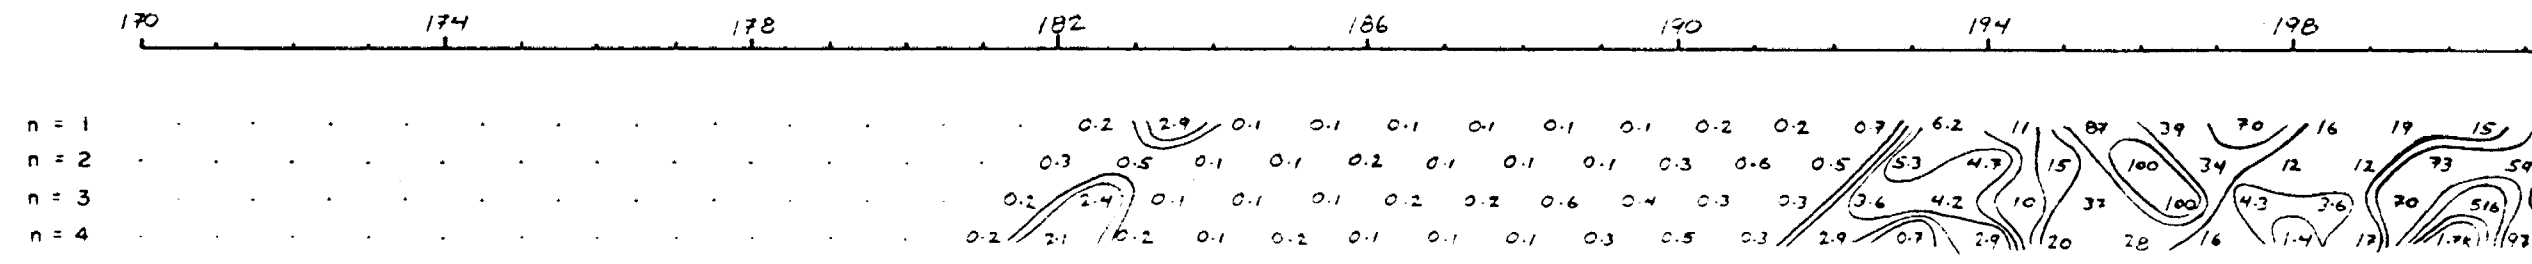 170 174 178 182 186 190 194 198
n = 1 0.2 2.9 0.1 0.1 0.1 0.1 0.1 0.1 0.2 0.2 0.7 6.2 11 87 39 70 16 19 15
n = 2 0.3 0.5 0.1 0.1 0.2 0.1 0.1 0.1 0.3 0.6 0.5 5.3 4.7 15 100 34 12 12 73 59
n = 3 0.2 2.4 0.1 0.1 0.1 0.2 0.2 0.6 0.4 0.3 0.3 3.6 4.2 10 37 100 4.3 3.6 70 516
n = 4 0.2 2.1 0.2 0.1 0.2 0.1 0.1 0.1 0.3 0.5 0.3 2.9 0.7 2.9 20 28 16 1.4 17 1.7K 97